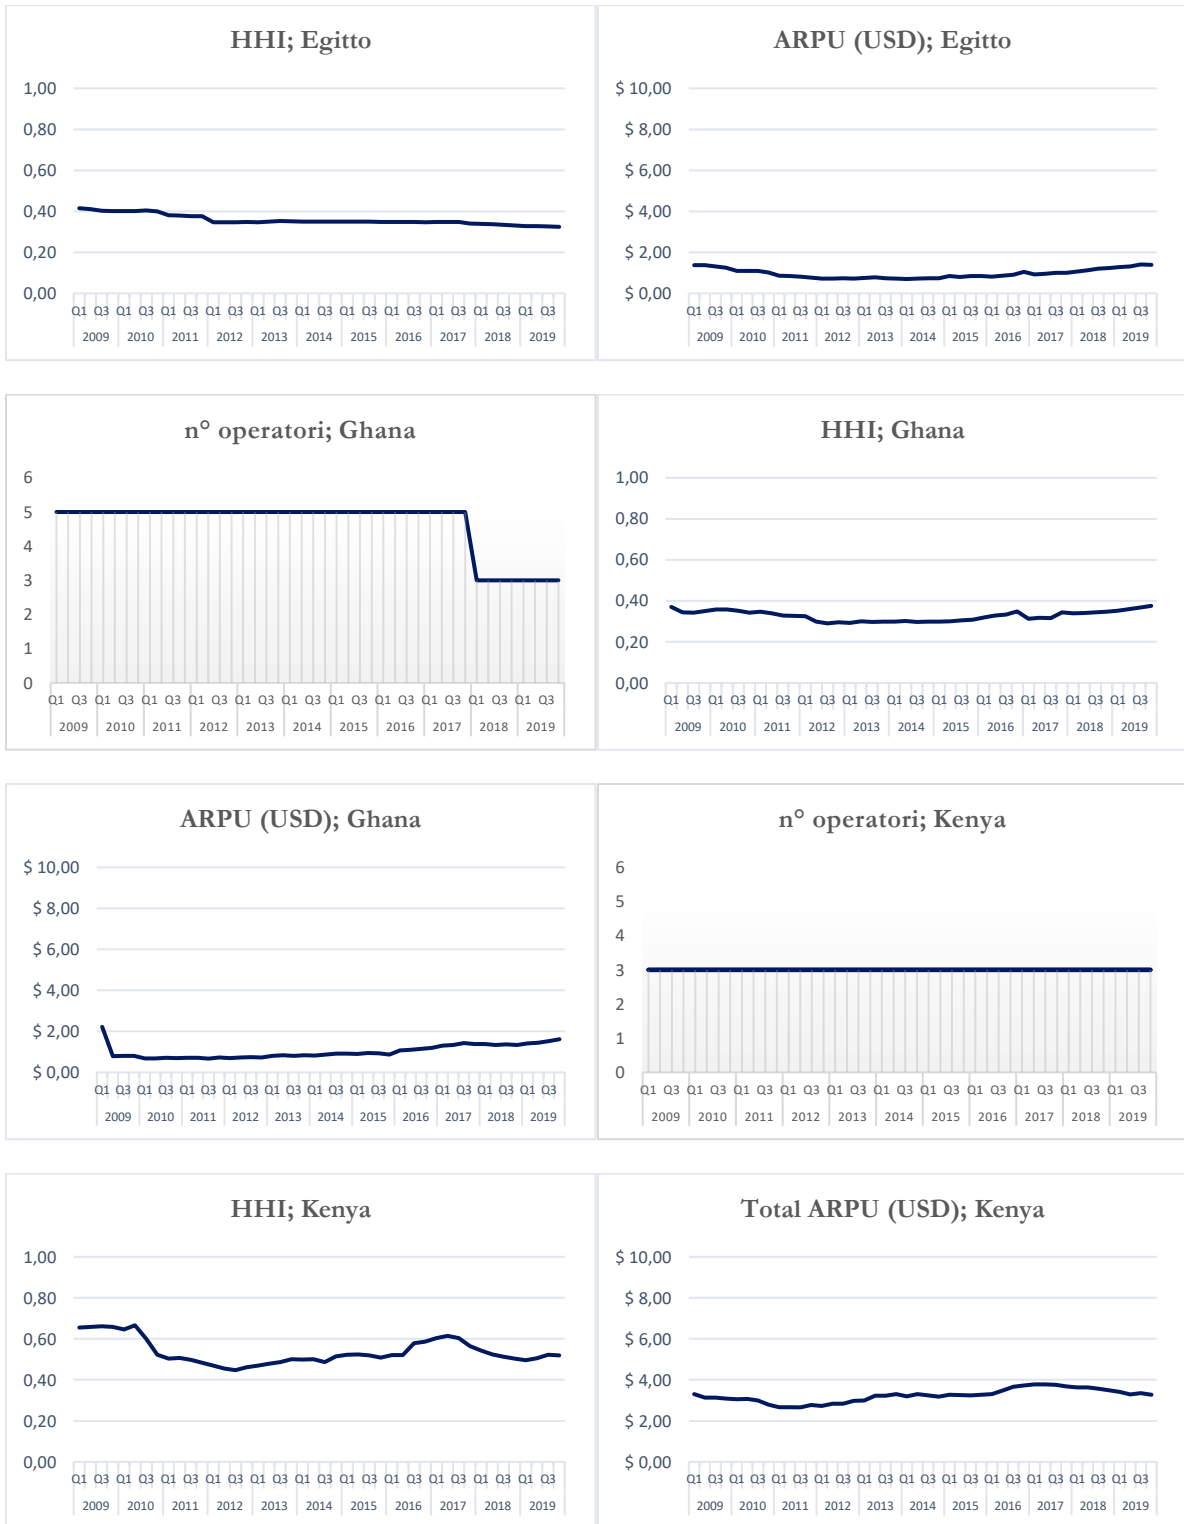 HHI; Egitto
1,00
0,80
0,60
0,40
0,20
0,00
Q1 Q3 Q1 Q3 Q1 Q3 Q1 Q3 Q1 Q3 Q1 Q3 Q1 Q3 Q1 Q3 Q1 Q3 Q1 Q3 Q1 Q3
2009 2010 2011 2012 2013 2014 2015 2016 2017 2018 2019
ARPU (USD); Egitto
$ 10,00
$ 8,00
$ 6,00
$ 4,00
$ 2,00
$ 0,00
Q1 Q3 Q1 Q3 Q1 Q3 Q1 Q3 Q1 Q3 Q1 Q3 Q1 Q3 Q1 Q3 Q1 Q3 Q1 Q3 Q1 Q3
2009 2010 2011 2012 2013 2014 2015 2016 2017 2018 2019
n° operatori; Ghana
6
5
4
3
2
1
0
Q1 Q3 Q1 Q3 Q1 Q3 Q1 Q3 Q1 Q3 Q1 Q3 Q1 Q3 Q1 Q3 Q1 Q3 Q1 Q3 Q1 Q3
2009 2010 2011 2012 2013 2014 2015 2016 2017 2018 2019
HHI; Ghana
1,00
0,80
0,60
0,40
0,20
0,00
Q1 Q3 Q1 Q3 Q1 Q3 Q1 Q3 Q1 Q3 Q1 Q3 Q1 Q3 Q1 Q3 Q1 Q3 Q1 Q3 Q1 Q3
2009 2010 2011 2012 2013 2014 2015 2016 2017 2018 2019
ARPU (USD); Ghana
$ 10,00
$ 8,00
$ 6,00
$ 4,00
$ 2,00
$ 0,00
Q1 Q3 Q1 Q3 Q1 Q3 Q1 Q3 Q1 Q3 Q1 Q3 Q1 Q3 Q1 Q3 Q1 Q3 Q1 Q3 Q1 Q3
2009 2010 2011 2012 2013 2014 2015 2016 2017 2018 2019
n° operatori; Kenya
6
5
4
3
2
1
0
Q1 Q3 Q1 Q3 Q1 Q3 Q1 Q3 Q1 Q3 Q1 Q3 Q1 Q3 Q1 Q3 Q1 Q3 Q1 Q3 Q1 Q3
2009 2010 2011 2012 2013 2014 2015 2016 2017 2018 2019
HHI; Kenya
1,00
0,80
0,60
0,40
0,20
0,00
Q1 Q3 Q1 Q3 Q1 Q3 Q1 Q3 Q1 Q3 Q1 Q3 Q1 Q3 Q1 Q3 Q1 Q3 Q1 Q3 Q1 Q3
2009 2010 2011 2012 2013 2014 2015 2016 2017 2018 2019
Total ARPU (USD); Kenya
$ 10,00
$ 8,00
$ 6,00
$ 4,00
$ 2,00
$ 0,00
Q1 Q3 Q1 Q3 Q1 Q3 Q1 Q3 Q1 Q3 Q1 Q3 Q1 Q3 Q1 Q3 Q1 Q3 Q1 Q3 Q1 Q3
2009 2010 2011 2012 2013 2014 2015 2016 2017 2018 2019